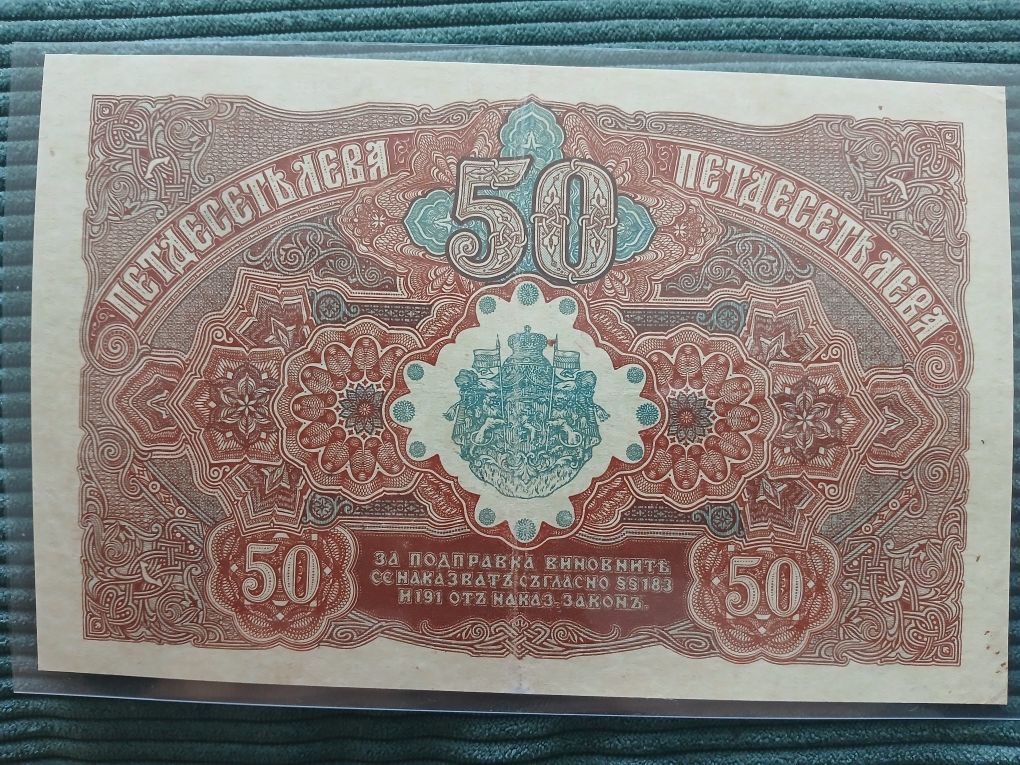 ПЕТДЕСЕТЬ ЛЕВА
50
ПЕТДЕСЕТЬ ЛЕВА
50
ЗА ПОДПРАВКА ВИНОВНИТѢ
СЕ НАКАЗВАТЪ СЪГЛАСНО §§183
И 191 ОТЪ НАКАЗ. ЗАКОНЪ.
50